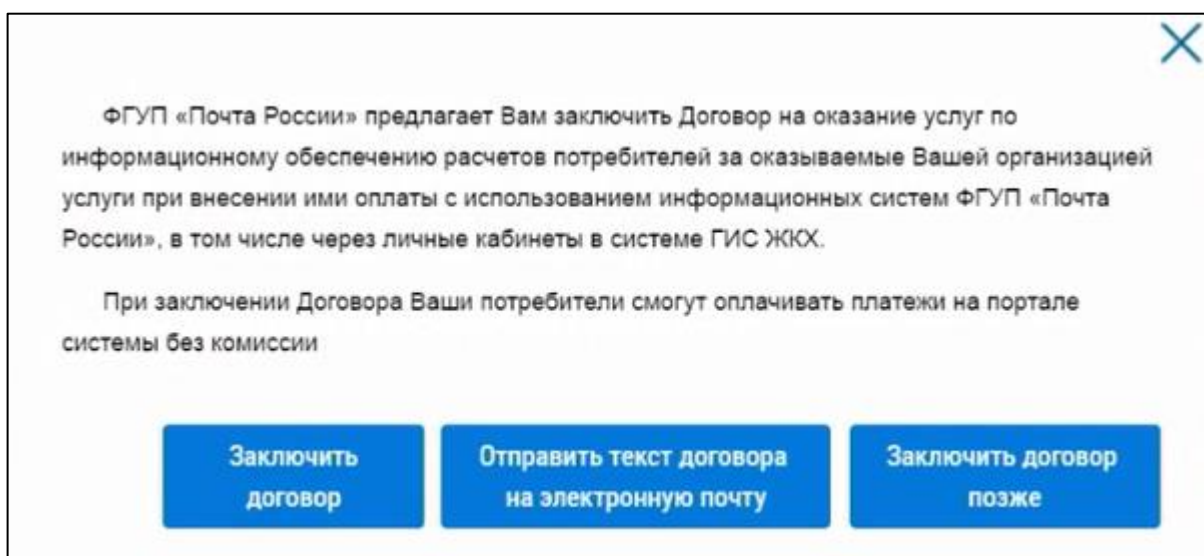 ФГУП «Почта России» предлагает Вам заключить Договор на оказание услуг по
информационному обеспечению расчетов потребителей за оказываемые Вашей организацией
услуги при внесении ими оплаты с использованием информационных систем ФГУП «Почта
России», в том числе через личные кабинеты в системе ГИС ЖКХ.
При заключении Договора Ваши потребители смогут оплачивать платежи на портале
системы без комиссии
Заключить
договор
Отправить текст договора
на электронную почту
Заключить договор
позже